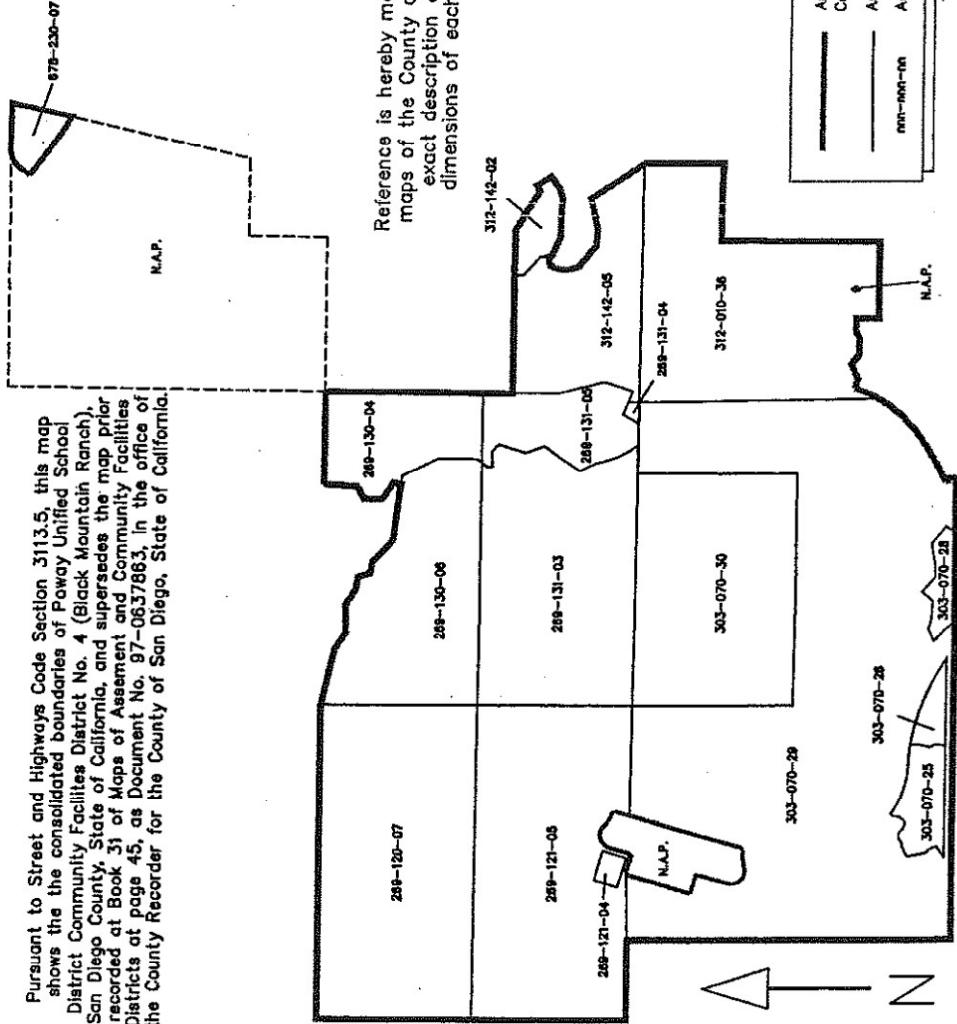 Pursuant to Street and Highways Code Section 3113.5, this map
shows the the consolidated boundaries of Poway Unified School
District Community Facilites District No. 4 (Black Mountain Ranch),
San Diego County, State of California, and supersedes the map prior
recorded at Book 31 of Maps of Assement and Community Facilities
Districts at page 45, as Document No. 97-0637863, in the office of
the County Recorder for the County of San Diego, State of California.
678-230-07
N.A.P.
Reference is hereby
maps of the County
exact description
dimensions of each
312-142-02
269-130-04
312-142-05
269-131-05
269-131-04
312-010-36
N.A.P.
269-130-06
269-131-03
303-070-30
303-070-28
269-120-07
269-121-05
303-070-29
303-070-26
303-070-25
N.A.P.
269-121-04
N
000-000-00